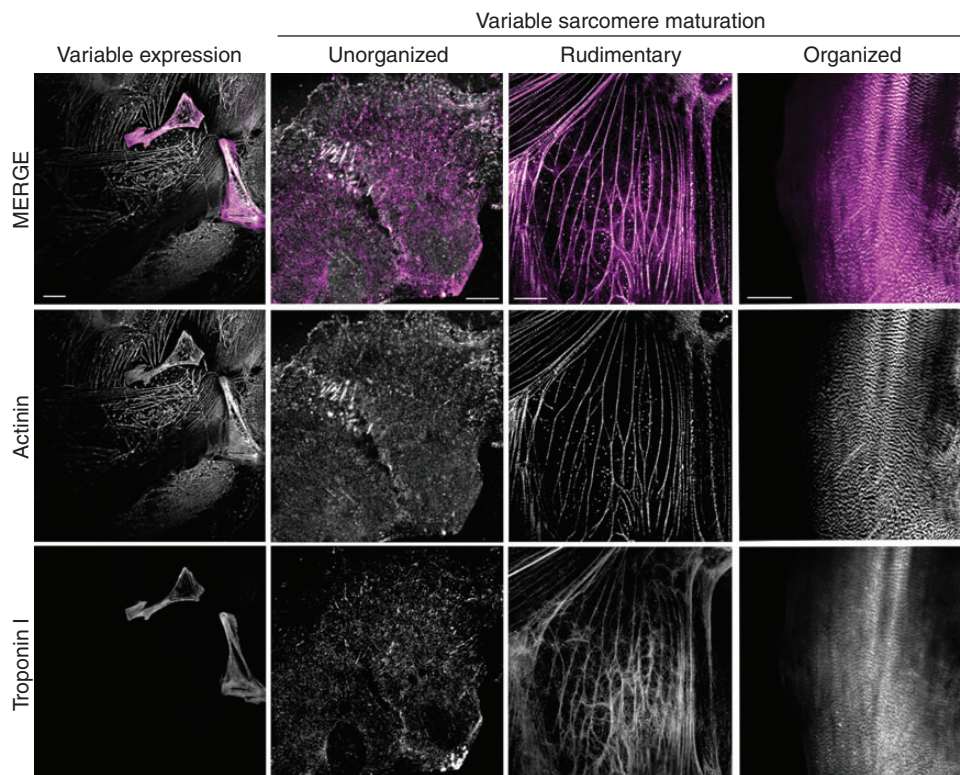 Variable sarcomere maturation
Variable expression
Unorganized
Rudimentary
Organized
MERGE
Actinin
Troponin I